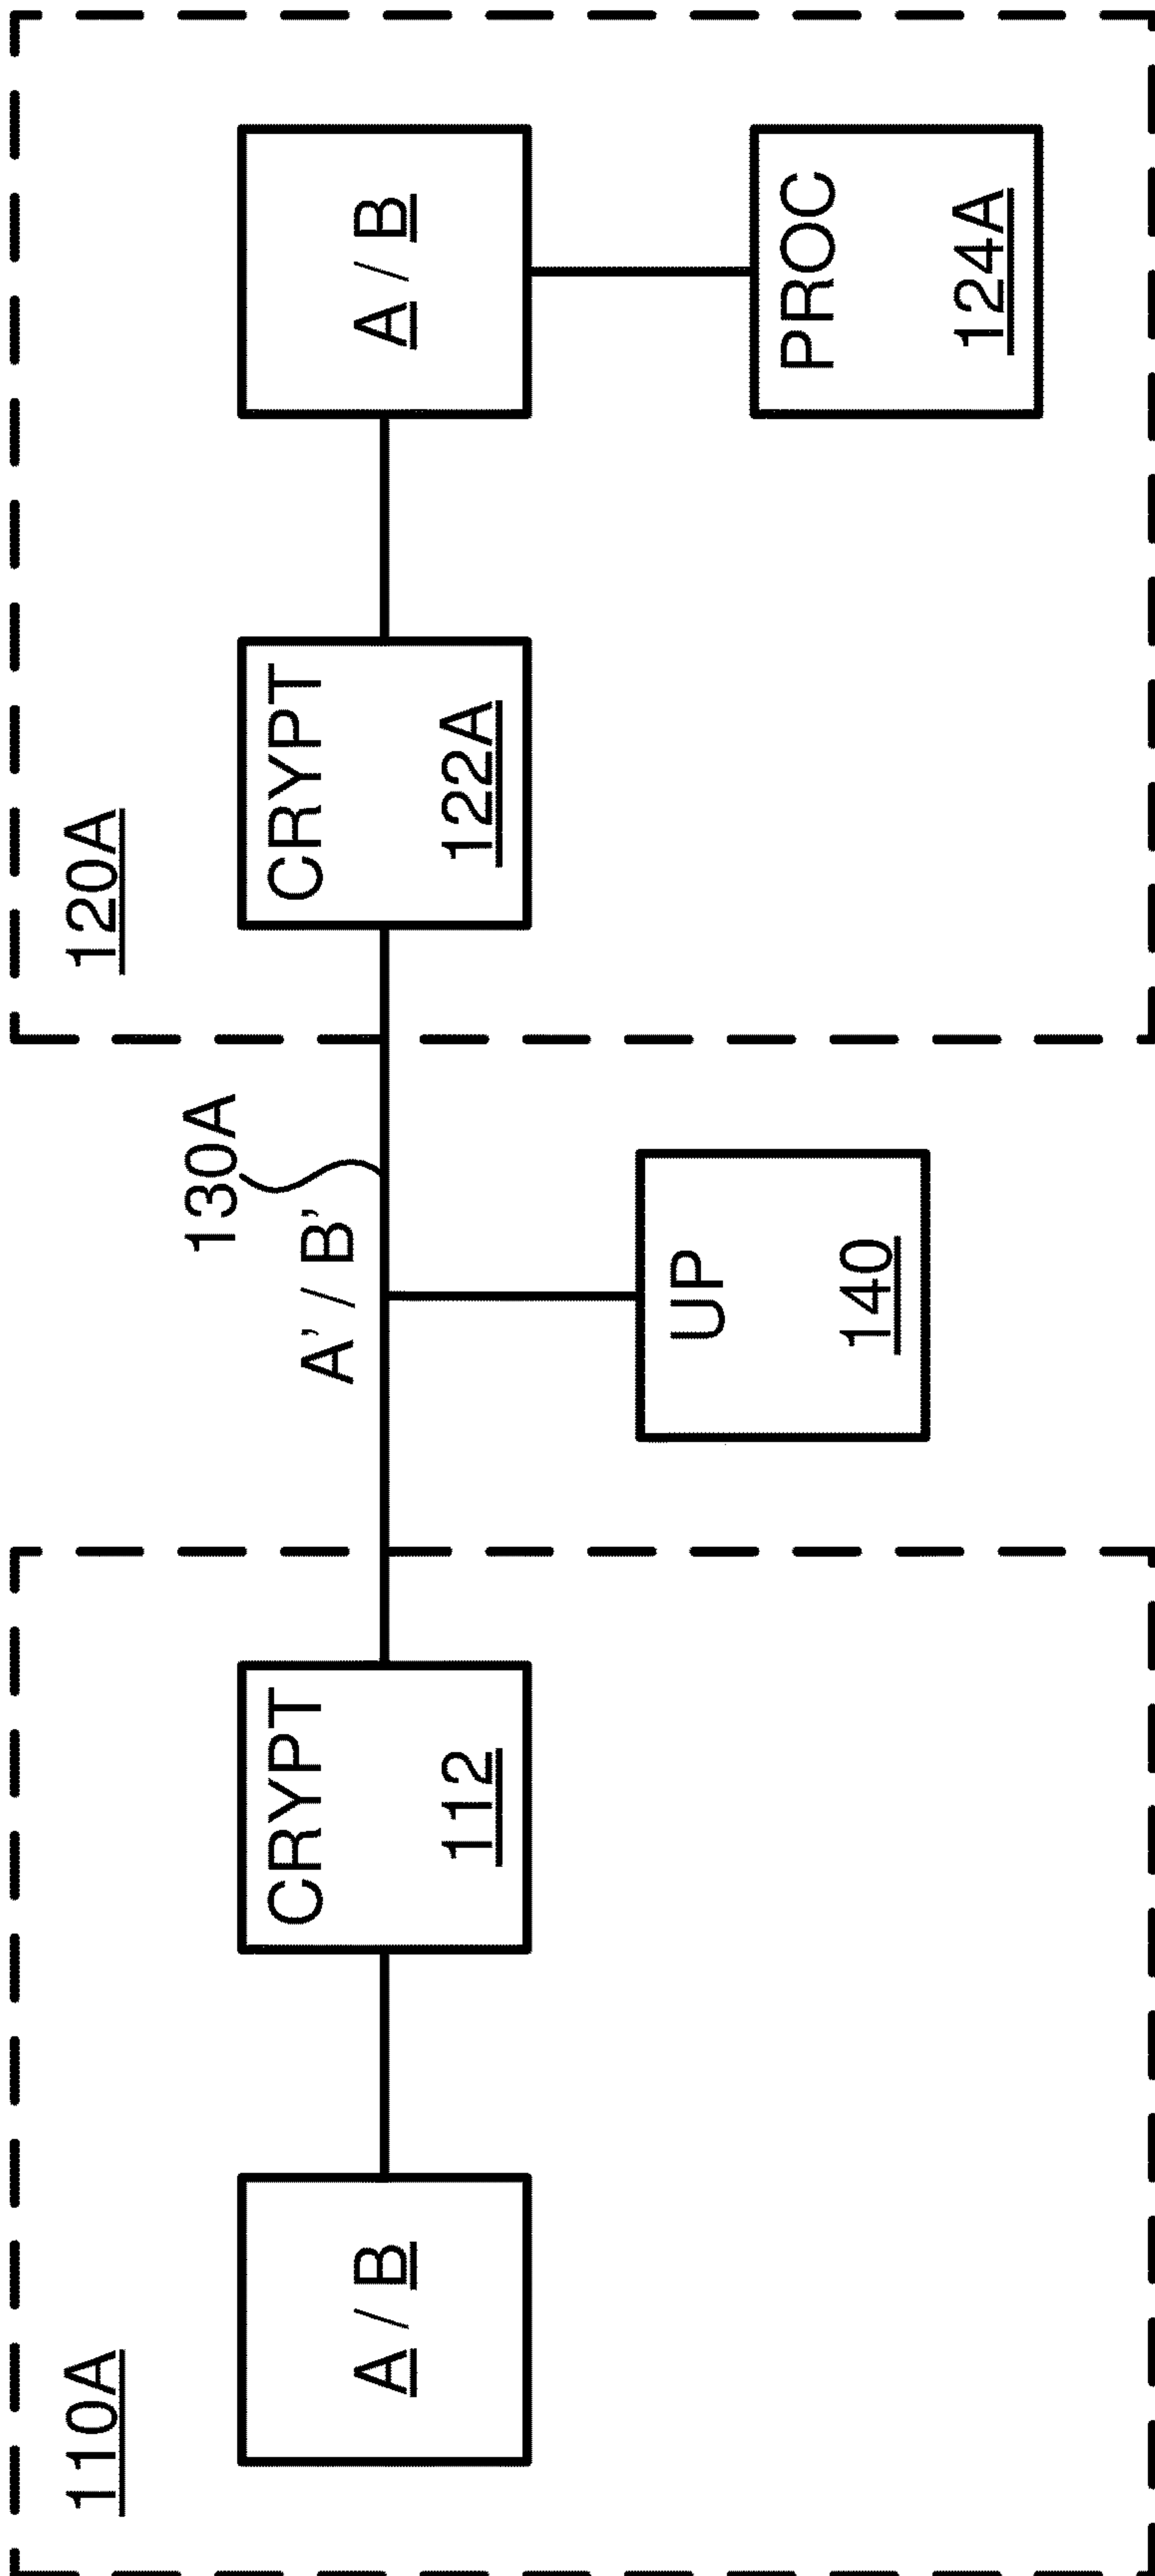 110A
A / B
CRYPT
112
130A
A' / B'
UP
140
120A
CRYPT
122A
A / B
PROC
124A